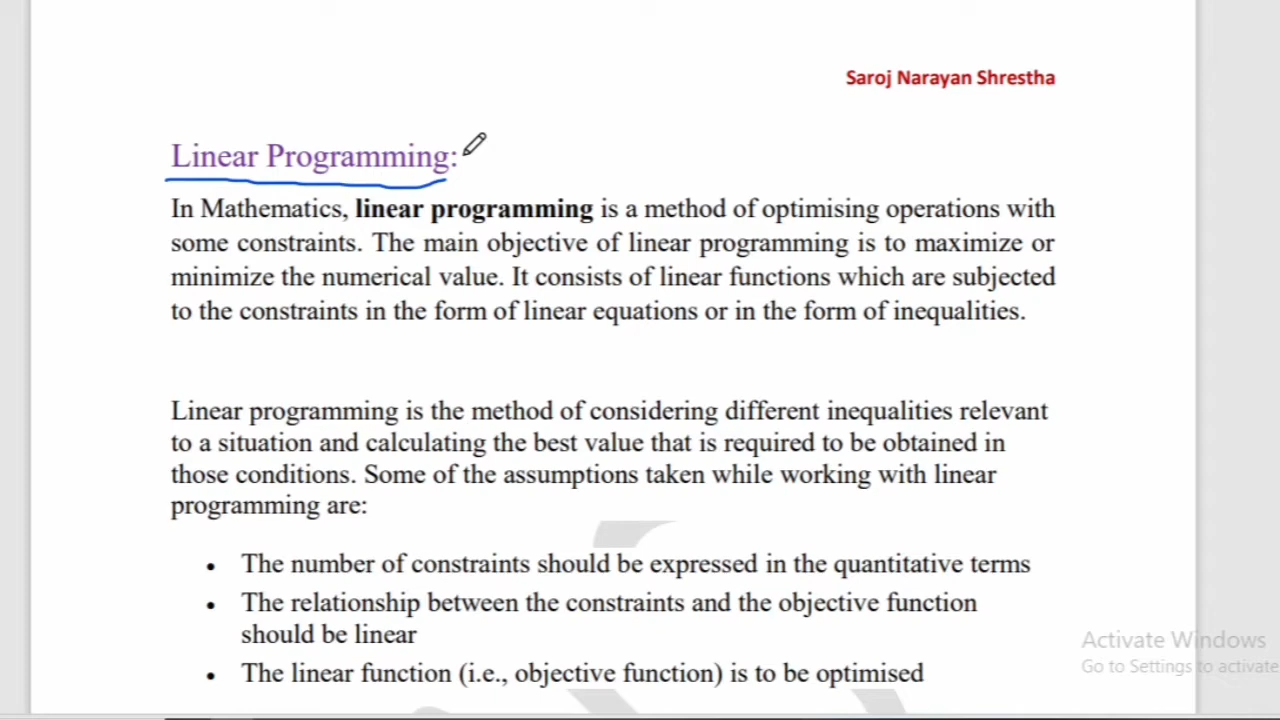 Saroj Narayan Shrestha
Linear Programming:
In Mathematics, linear programming is a method of optimising operations with
some constraints. The main objective of linear programming is to maximize or
minimize the numerical value. It consists of linear functions which are subjected
to the constraints in the form of linear equations or in the form of inequalities.
Linear programming is the method of considering different inequalities relevant
to a situation and calculating the best value that is required to be obtained in
those conditions. Some of the assumptions taken while working with linear
programming are:
• The number of constraints should be expressed in the quantitative terms
• The relationship between the constraints and the objective function
should be linear
• The linear function (i.e., objective function) is to be optimised
Activate Windows
Go to Settings to activate